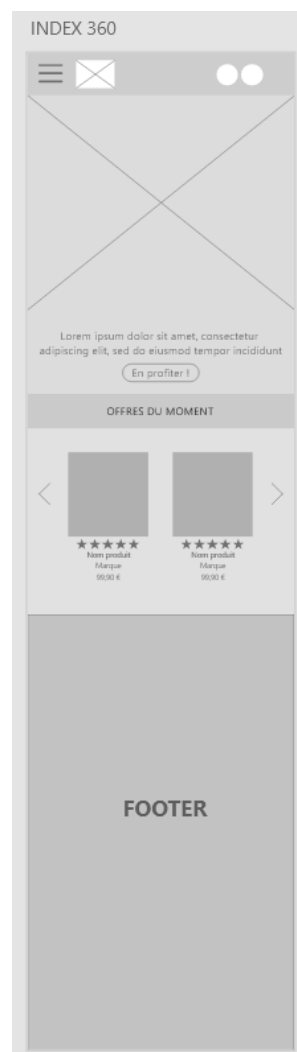 INDEX 360
Lorem ipsum dolor sit amet, consectetur
adipiscing elit, sed do eiusmod tempor incididunt
En profiter !
OFFRES DU MOMENT
Nom produit
Marque
99,90 €
Nom produit
Marque
99,90 €
FOOTER